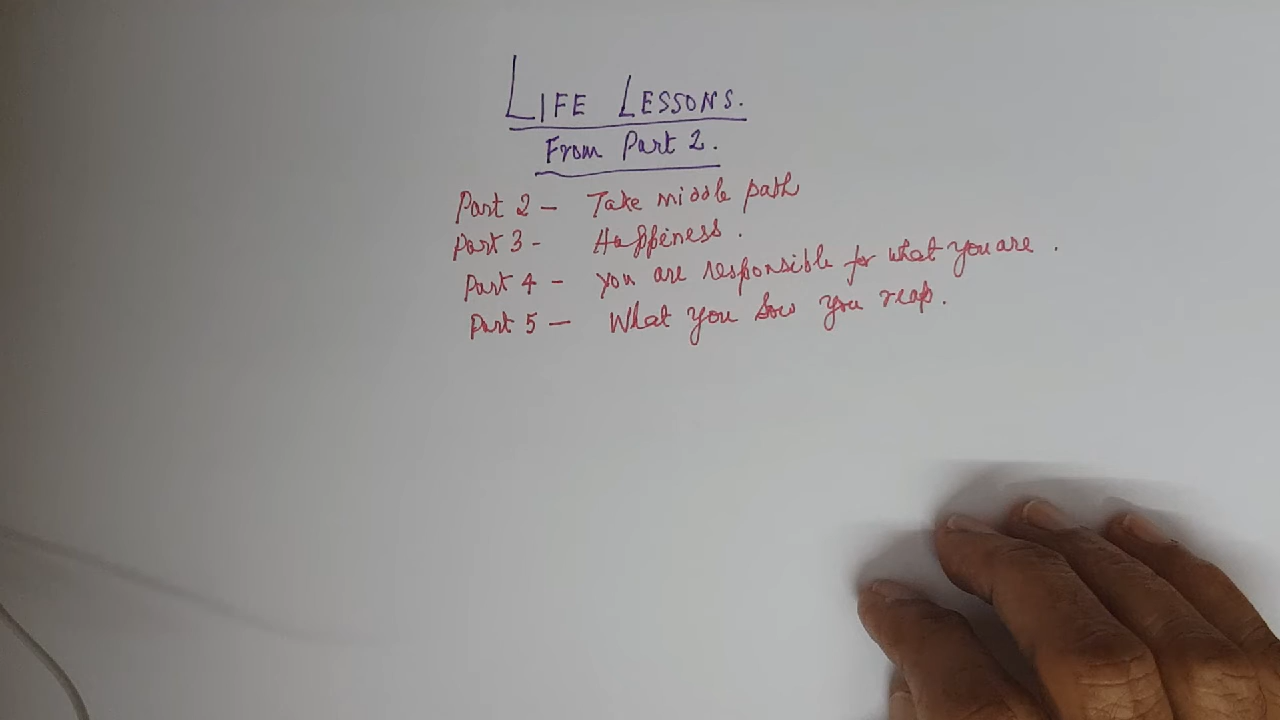 LIFE LESSONS.
From Part 2.
Part 2 - Take middle path
Part 3 - Happiness.
Part 4 - You are responsible for what you are.
Part 5 - What you sow you reap.